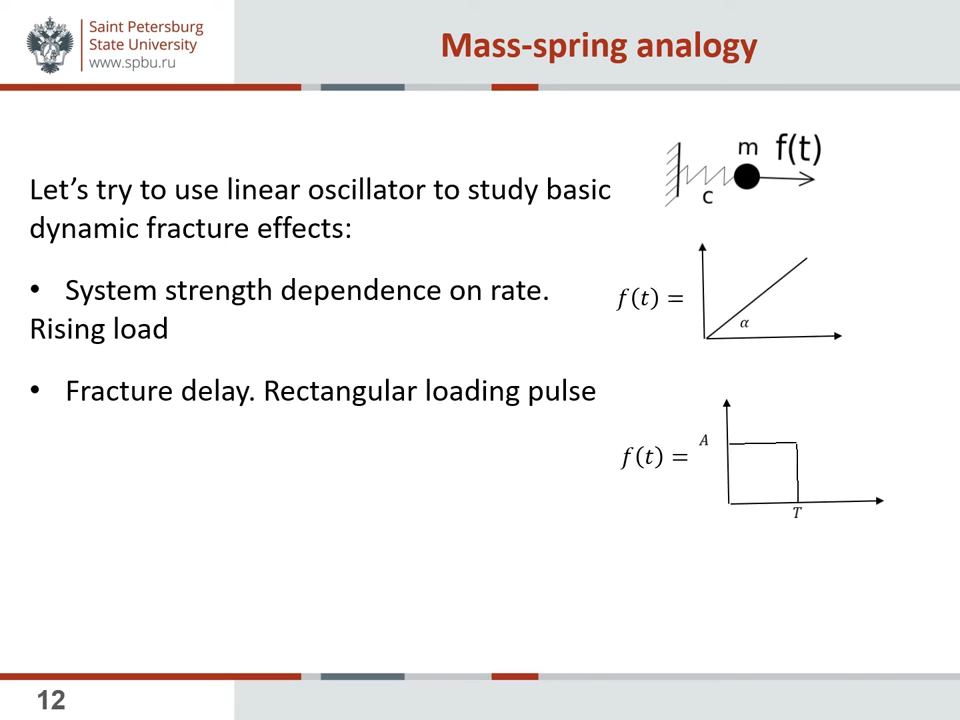 Saint Petersburg
State University
www.spbu.ru
Mass-spring analogy
Let’s try to use linear oscillator to study basic
dynamic fracture effects:
• System strength dependence on rate.
Rising load
• Fracture delay. Rectangular loading pulse
m f(t)
c
f(t) =
α
A
f(t) =
T
12